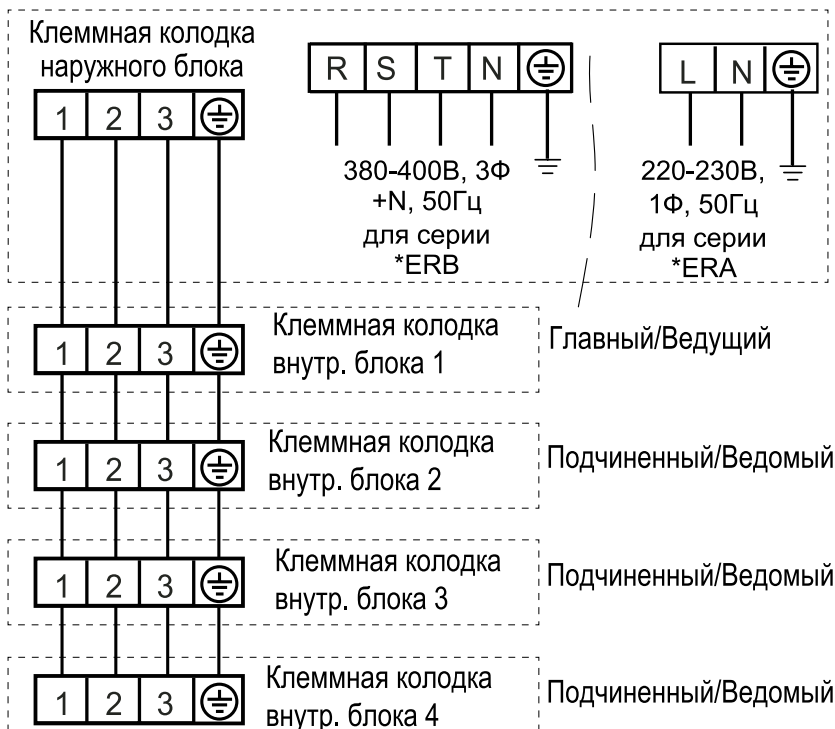 Клеммная колодка
наружного блока
1 2 3
R S T N
380-400В, 3Ф
+N, 50Гц
для серии
*ERB
L N
220-230В,
1Ф, 50Гц
для серии
*ERA
1 2 3
Клеммная колодка
внутр. блока 1
Главный/Ведущий
1 2 3
Клеммная колодка
внутр. блока 2
Подчиненный/Ведомый
1 2 3
Клеммная колодка
внутр. блока 3
Подчиненный/Ведомый
1 2 3
Клеммная колодка
внутр. блока 4
Подчиненный/Ведомый